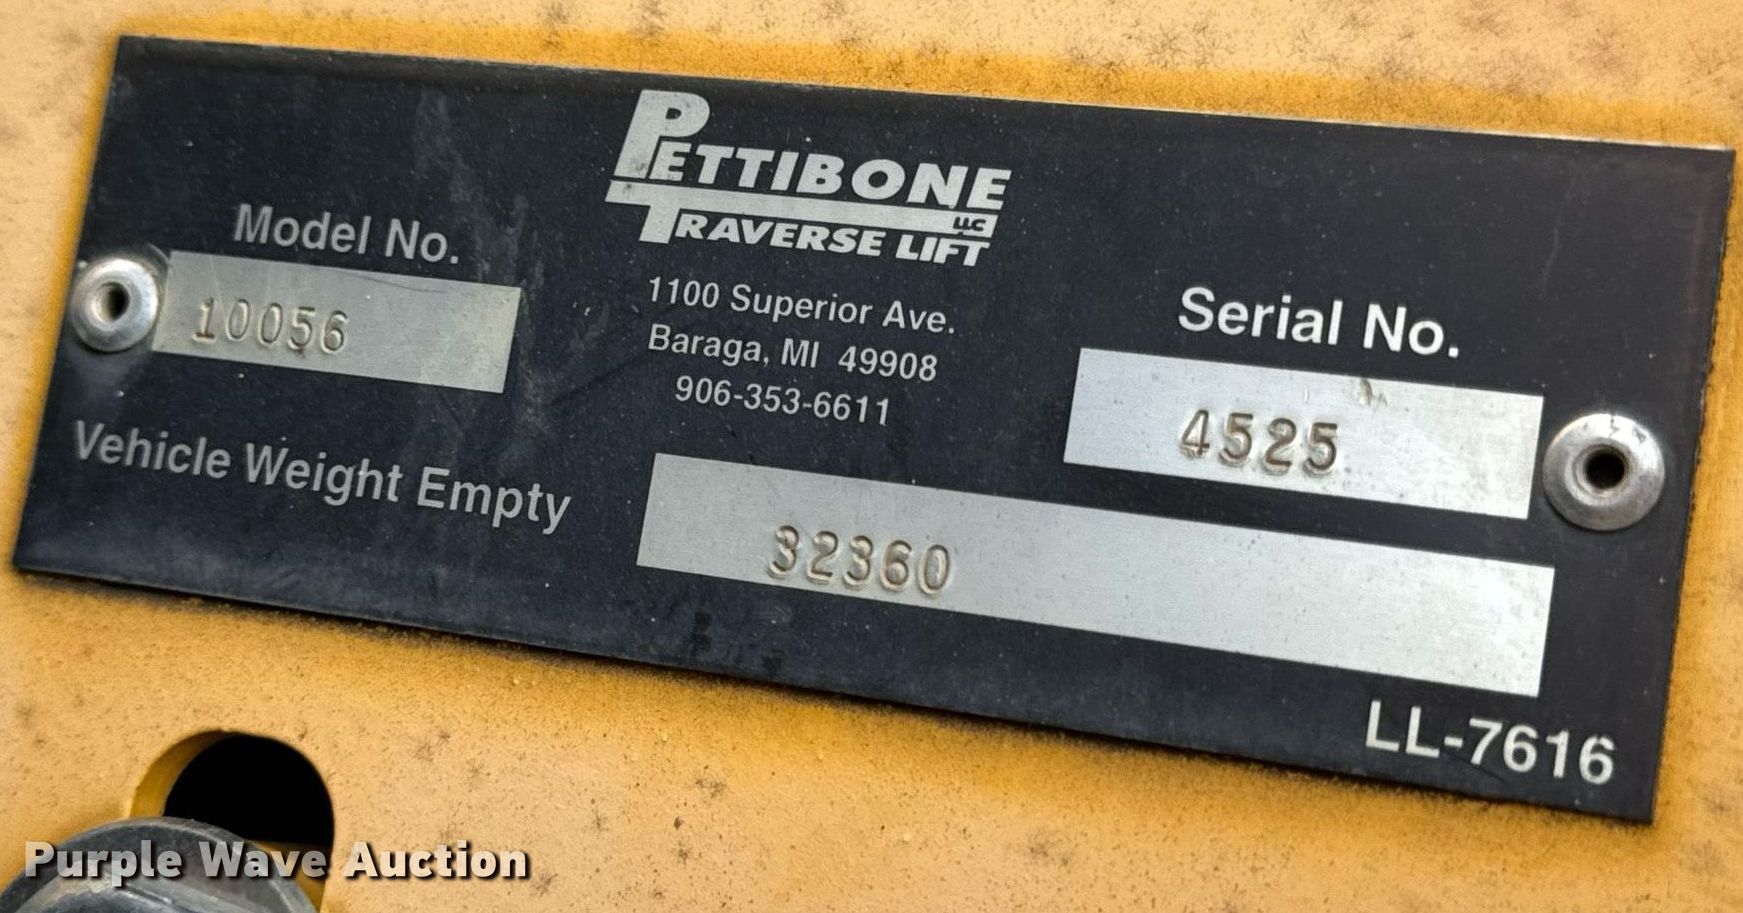 PETTIBONE
LLC
TRAVERSE LIFT
Model No.
10056
1100 Superior Ave.
Baraga, MI 49908
906-353-6611
Serial No.
4525
Vehicle Weight Empty
32360
LL-7616
Purple Wave Auction